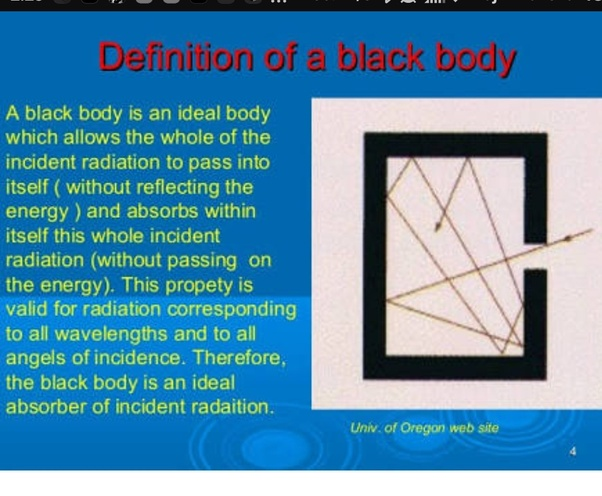 Definition of a black body
A black body is an ideal body
which allows the whole of the
incident radiation to pass into
itself ( without reflecting the
energy ) and absorbs within
itself this whole incident
radiation (without passing on
the energy). This propety is
valid for radiation corresponding
to all wavelengths and to all
angels of incidence. Therefore,
the black body is an ideal
absorber of incident radaition.
Univ. of Oregon web site
4